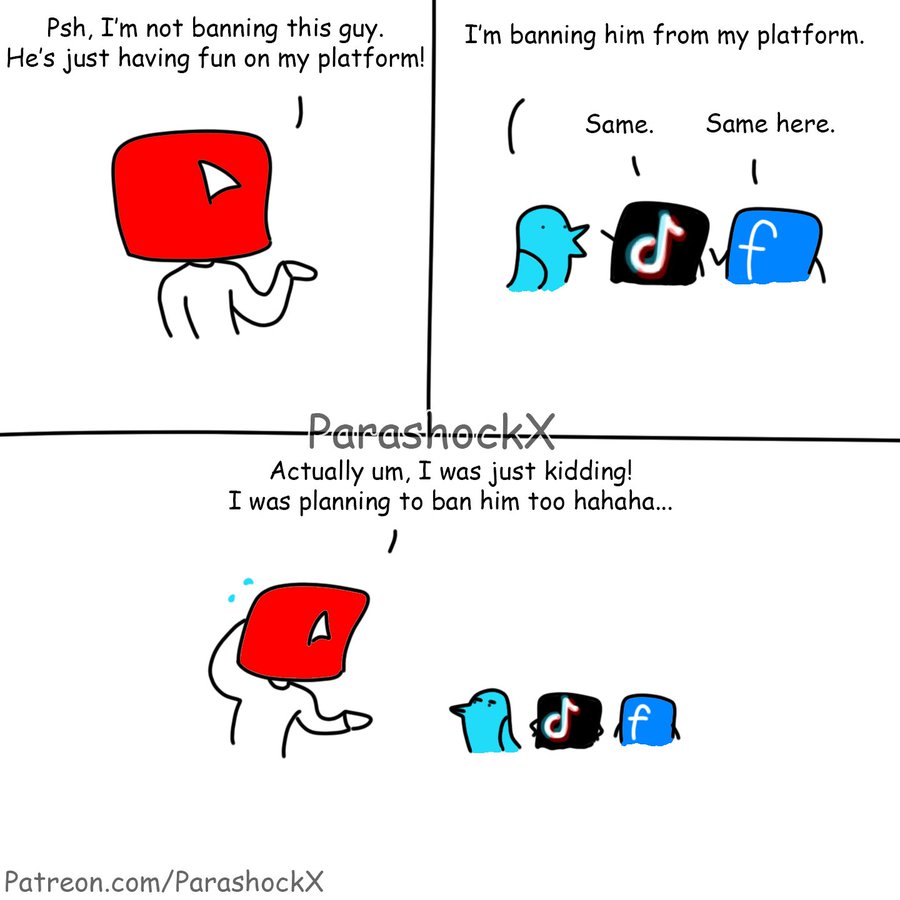 Psh, I'm not banning this guy.
He's just having fun on my platform!
I'm banning him from my platform.
Same.
Same here.
ParashockX
Actually um, I was just kidding!
I was planning to ban him too hahaha...
Patreon.com/ParashockX